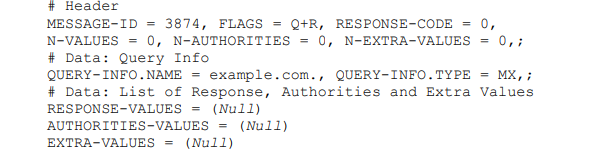 # Header
MESSAGE-ID = 3874, FLAGS = Q+R, RESPONSE-CODE = 0,
N-VALUES = 0, N-AUTHORITIES = 0, N-EXTRA-VALUES = 0,;
# Data: Query Info
QUERY-INFO.NAME = example.com., QUERY-INFO.TYPE = MX,;
# Data: List of Response, Authorities and Extra Values
RESPONSE-VALUES = (Null)
AUTHORITIES-VALUES = (Null)
EXTRA-VALUES = (Null)